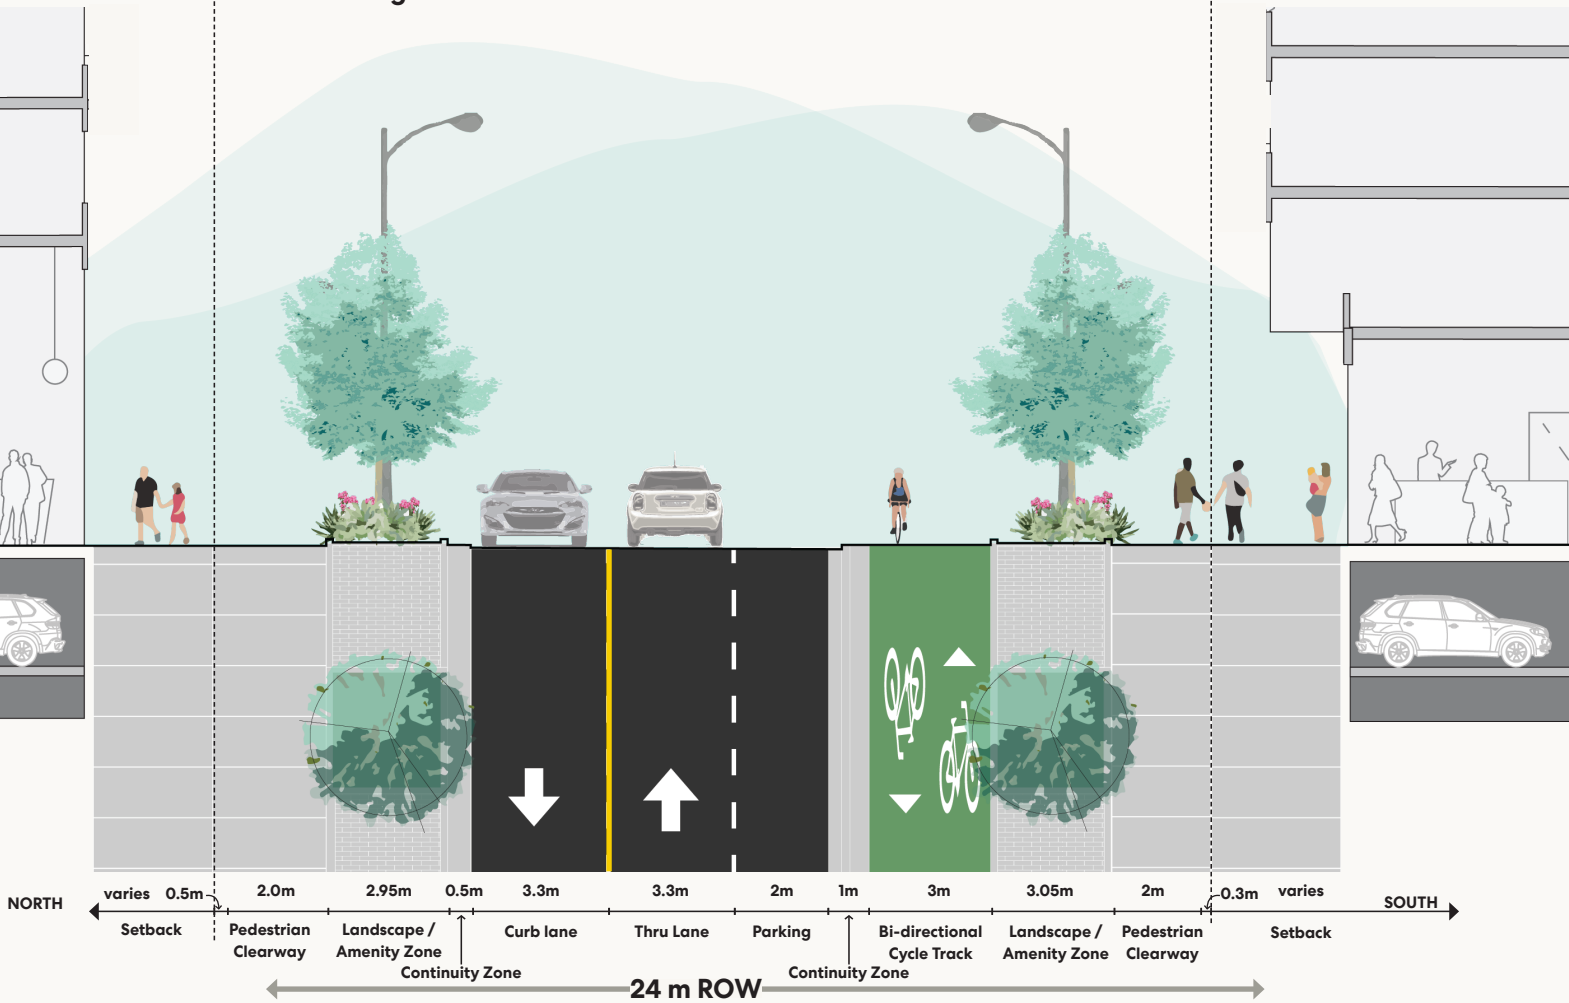 varies 0.5m 2.0m 2.95m 0.5m 3.3m 3.3m 2m 1m 3m 3.05m 2m 0.3m varies
NORTH SOUTH
Setback Pedestrian Landscape / Curb lane Thru Lane Parking Bi-directional Landscape / Pedestrian Setback
Clearway Amenity Zone Cycle Track Amenity Zone Clearway
Continuity Zone Continuity Zone
24 m ROW